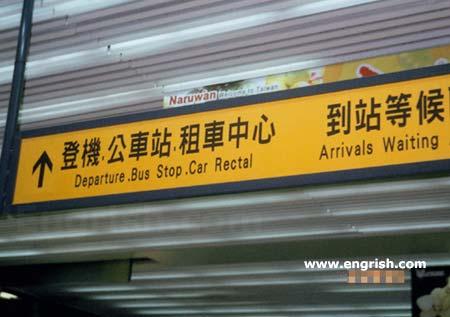 Naruwan Welcome to Taiwan
登機.公車站.租車中心
Departure.Bus Stop.Car Rectal
到站等候
Arrivals Waiting
www.engrish.com